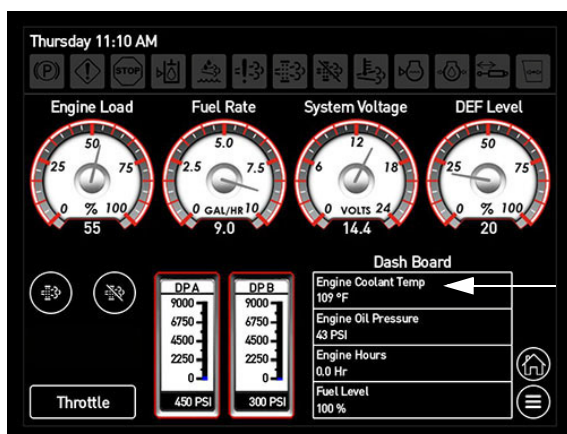 Thursday 11:10 AM
(P)
STOP
Engine Load
Fuel Rate
System Voltage
DEF Level
50
25
75
0 % 100
55
5.0
2.5
7.5
0 GAL/HR 10
9.0
12
6
18
0 VOLTS 24
14.4
50
25
75
0 % 100
20
DP A
9000
6750
4500
2250
0
450 PSI
DP B
9000
6750
4500
2250
0
300 PSI
Dash Board
Engine Coolant Temp
109 °F
Engine Oil Pressure
43 PSI
Engine Hours
0.0 Hr
Fuel Level
100 %
Throttle